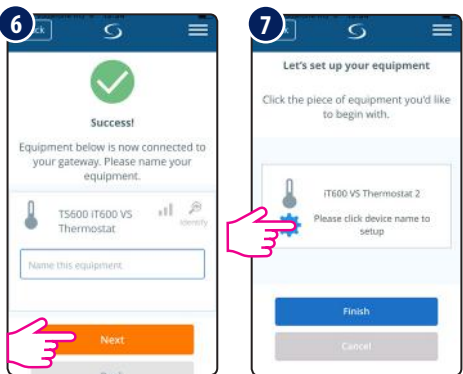 6
Success!
Equipment below is now connected to
your gateway. Please name your
equipment.
TS600 iT600 VS
Thermostat
Identify
Name this equipment
Next
7
Let's set up your equipment
Click the piece of equipment you'd like
to begin with.
iT600 VS Thermostat 2
Please click device name to
setup
Finish
Cancel